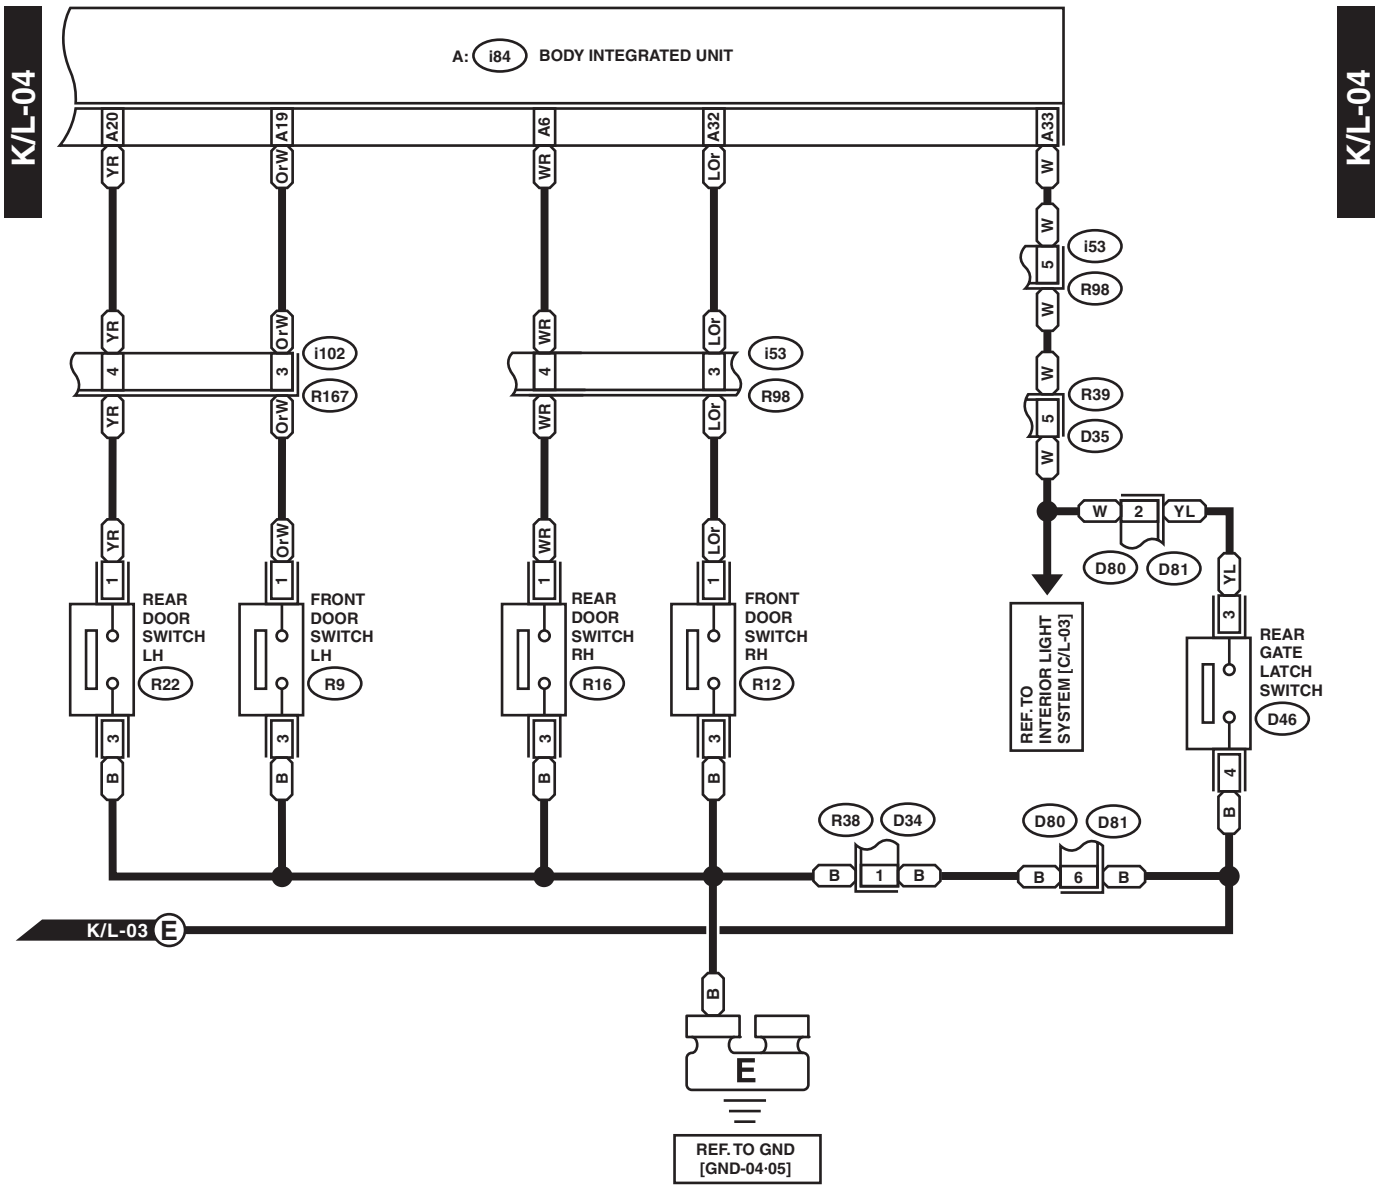 K/L-04
K/L-04
A: i84 BODY INTEGRATED UNIT
A20 A19 A6 A32 A33
YR OrW WR LOr W
W
5
i53
R98
W
YR OrW WR LOr W
4 3 4 3
i102
R167
i53
R98
R39
D35
5
YR OrW WR LOr W
W 2 YL
D80 D81
YR OrW WR LOr YL
1 1 1 1 3
REAR
DOOR
SWITCH
LH
R22
FRONT
DOOR
SWITCH
LH
R9
REAR
DOOR
SWITCH
RH
R16
FRONT
DOOR
SWITCH
RH
R12
REF. TO
INTERIOR LIGHT
SYSTEM [C/L-03]
REAR
GATE
LATCH
SWITCH
D46
3 3 3 3 4
B B B B B
R38 D34 D80 D81
B 1 B B 6 B
K/L-03 E
B
E
REF. TO GND
[GND-04·05]